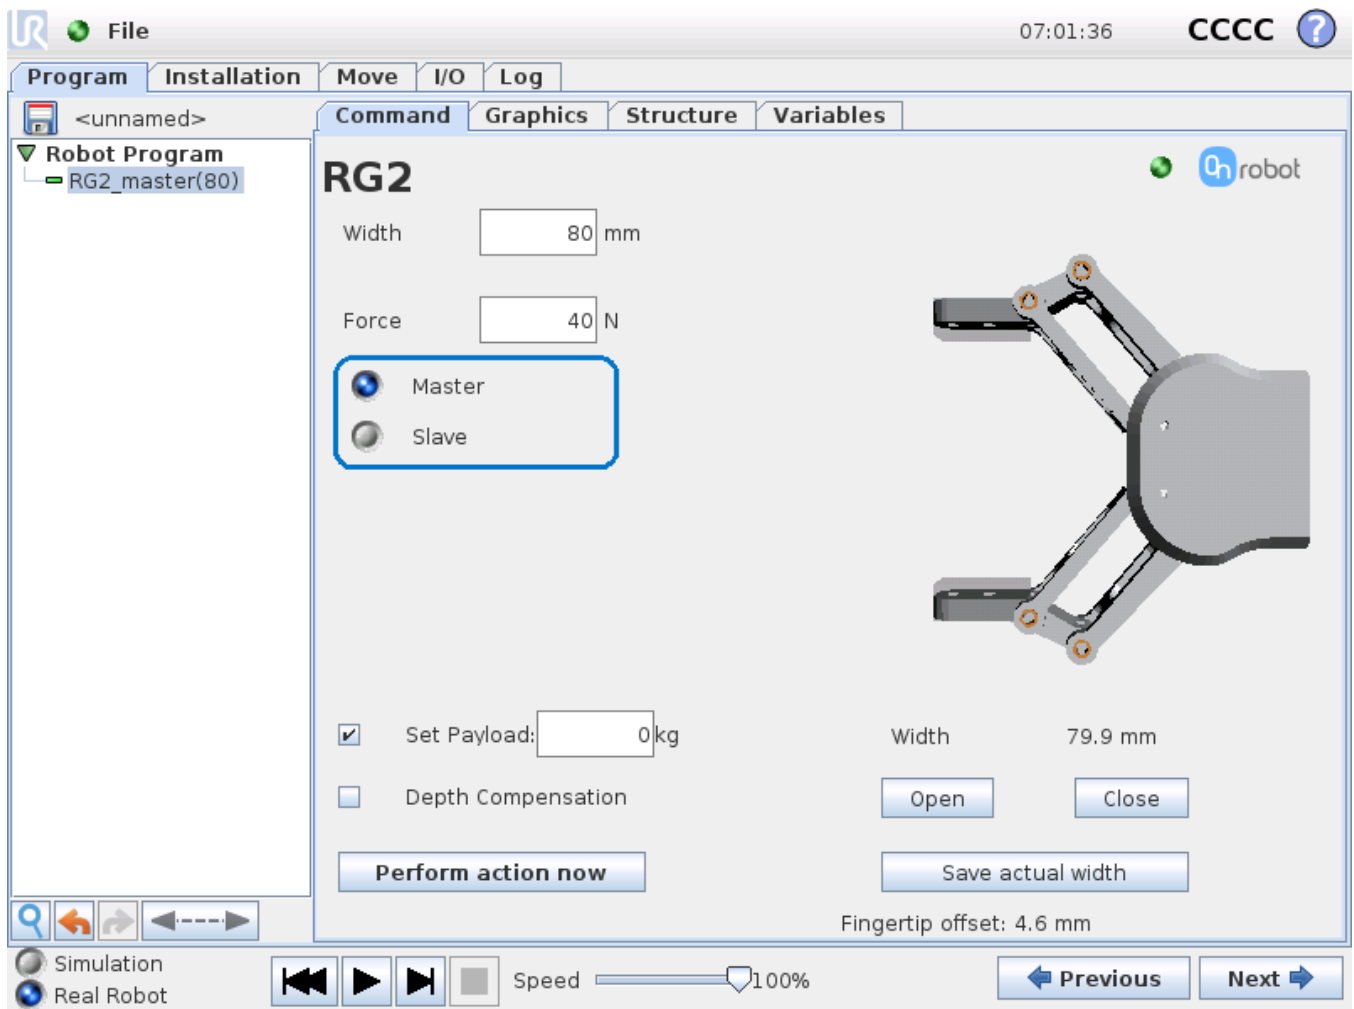 UR File 07:01:36 CCCC ?
Program Installation Move I/O Log
<unnamed> Command Graphics Structure Variables
Robot Program
RG2_master(80)
RG2 On robot
Width 80 mm
Force 40 N
Master
Slave
Set Payload: 0 kg Width 79.9 mm
Depth Compensation Open Close
Perform action now Save actual width
Fingertip offset: 4.6 mm
Simulation
Real Robot
Speed 100% Previous Next